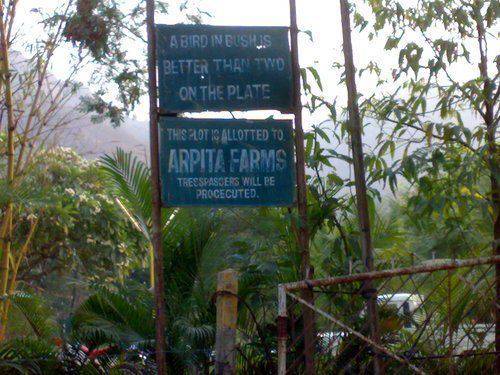 A BIRD IN BUSH IS
BETTER THAN TWO
ON THE PLATE
THIS PLOT IS ALLOTTED TO
ARPITA FARMS
TRESSPASSERS WILL BE
PROCECUTED.